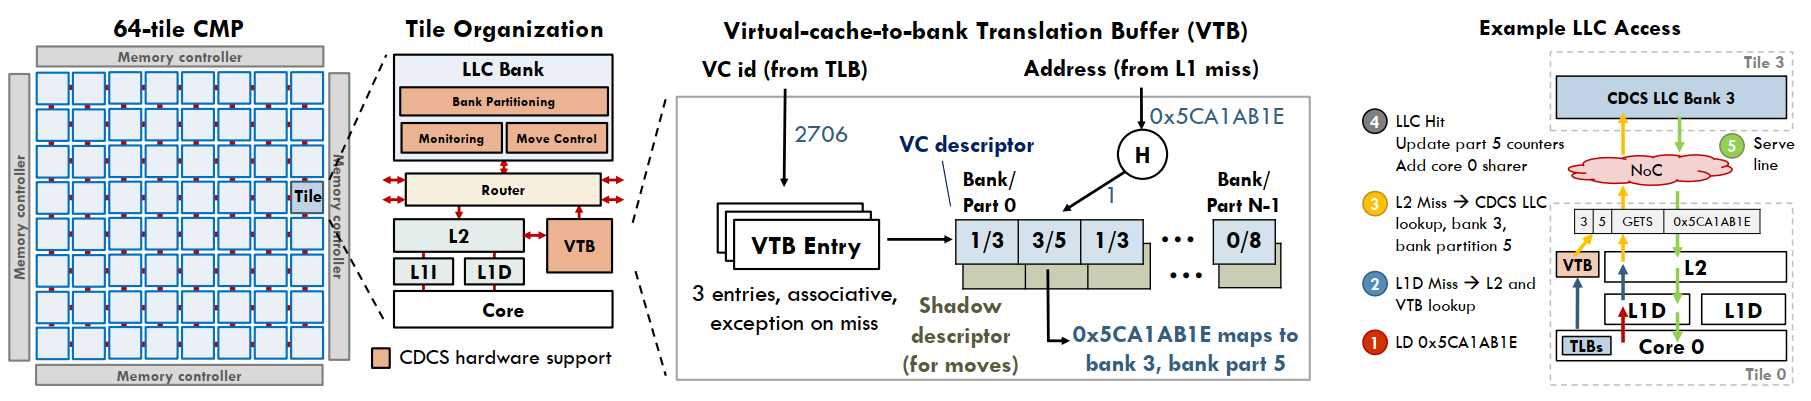 64-tile CMP
Memory controller
Memory controller
Memory controller
Tile
Memory controller
Tile Organization
LLC Bank
Bank Partitioning
Monitoring
Move Control
Router
L2
VTB
L1I
L1D
Core
CDCS hardware support
Virtual-cache-to-bank Translation Buffer (VTB)
VC id (from TLB)
Address (from L1 miss)
2706
0x5CA1AB1E
H
VC descriptor
1
Bank/
Part 0
Bank/
Part N-1
VTB Entry
1/3
3/5
1/3
•••
0/8
•••
3 entries, associative,
exception on miss
Shadow
descriptor
(for moves)
0x5CA1AB1E maps to
bank 3, bank part 5
Example LLC Access
Tile 3
CDCS LLC Bank 3
4 LLC Hit
Update part 5 counters
Add core 0 sharer
5 Serve
line
NoC
3 L2 Miss → CDCS LLC
lookup, bank 3,
bank partition 5
3 5 GETS 0x5CA1AB1E
VTB
L2
2 L1D Miss → L2 and
VTB lookup
L1D
L1D
1 LD 0x5CA1AB1E
TLBs
Core 0
Tile 0